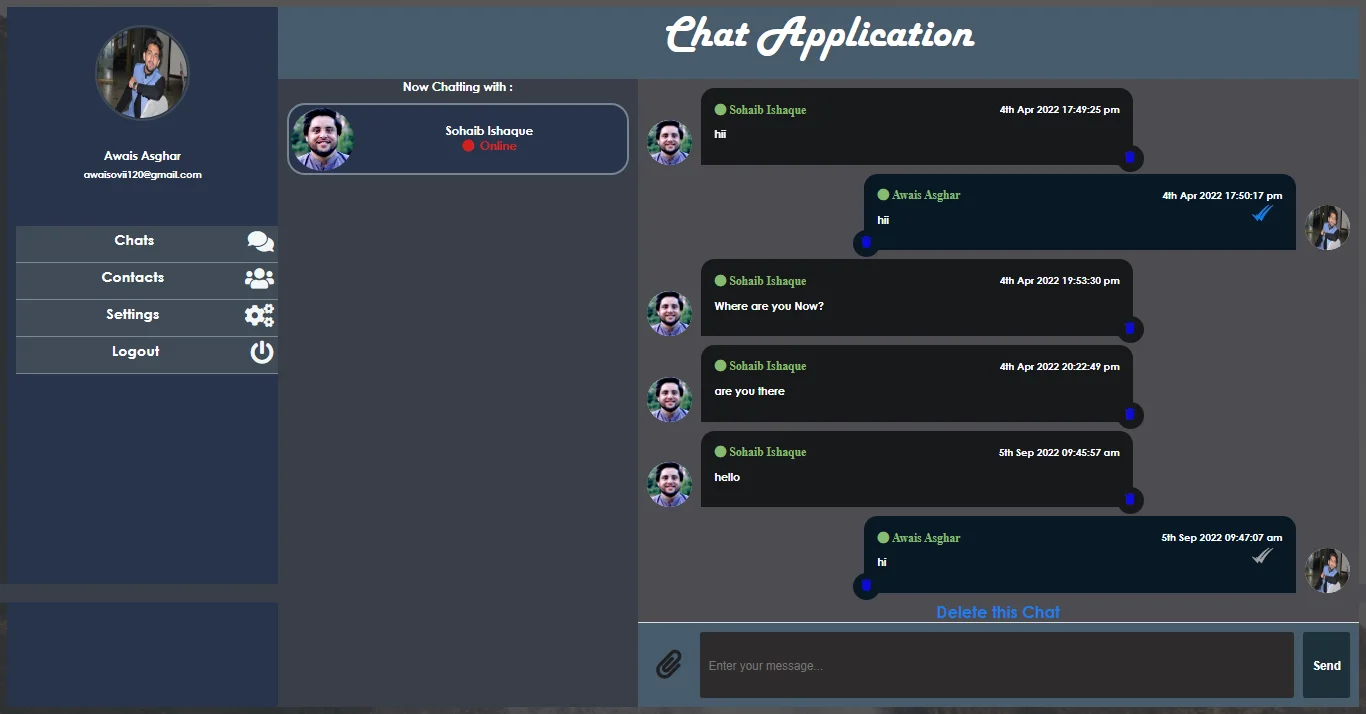 Chat Application
Awais Asghar
awaisovii120@gmail.com
Chats
Contacts
Settings
Logout
Now Chatting with :
Sohaib Ishaque
Online
Sohaib Ishaque 4th Apr 2022 17:49:25 pm
hii
Awais Asghar 4th Apr 2022 17:50:17 pm
hii
Sohaib Ishaque 4th Apr 2022 19:53:30 pm
Where are you Now?
Sohaib Ishaque 4th Apr 2022 20:22:49 pm
are you there
Sohaib Ishaque 5th Sep 2022 09:45:57 am
hello
Awais Asghar 5th Sep 2022 09:47:07 am
hi
Delete this Chat
Enter your message...
Send